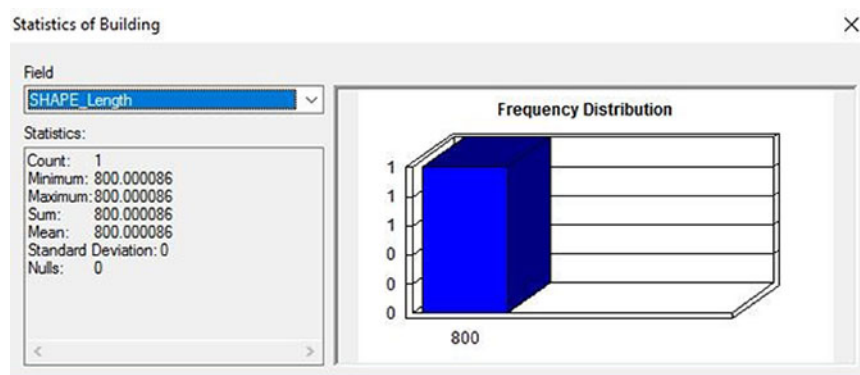 Statistics of Building
Field
SHAPE_Length
Statistics:
Count: 1
Minimum: 800.000086
Maximum: 800.000086
Sum: 800.000086
Mean: 800.000086
Standard Deviation: 0
Nulls: 0
Frequency Distribution
1
1
1
0
0
0
800